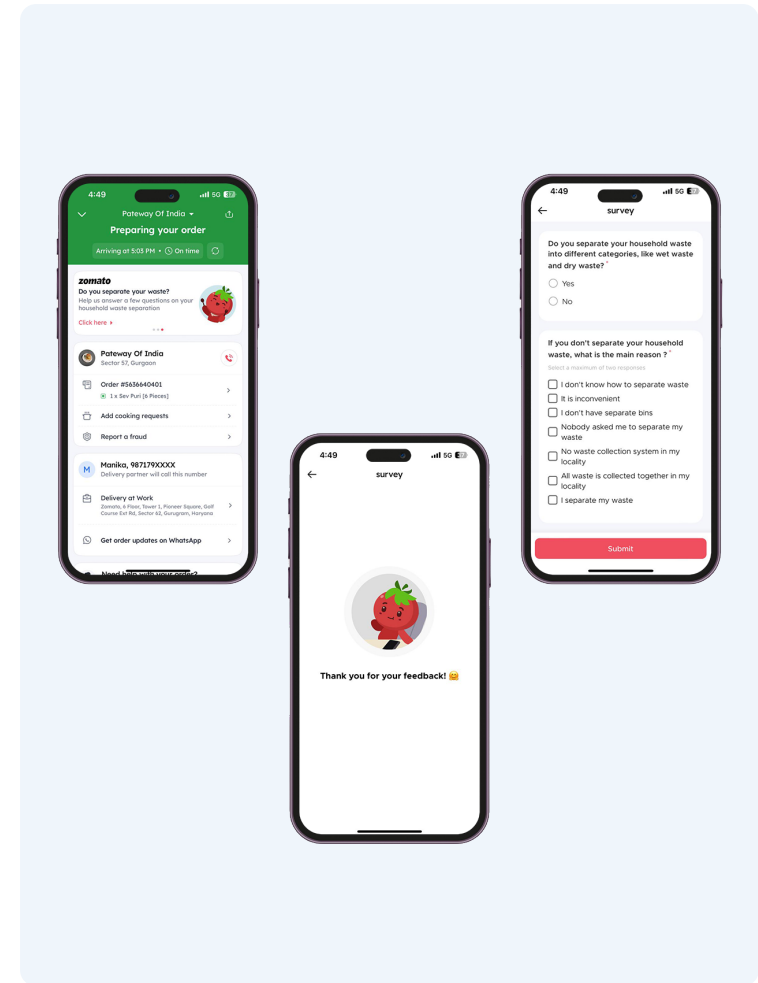 4:49
5G 37
Pateway Of India
Preparing your order
Arriving at 5:03 PM • On time
zomato
Do you separate your waste?
Help us answer a few questions on your
household waste separation
Click here
Pateway Of India
Sector 57, Gurgaon
Order #5636640401
1 x Sev Puri [6 Pieces]
Add cooking requests
Report a fraud
M
Manika, 987179XXXX
Delivery partner will call this number
Delivery at Work
Zomato, 6 Floor, Tower 1, Pioneer Square, Golf
Course Ext Rd, Sector 62, Gurugram, Haryana
Get order updates on WhatsApp
Need help with your order?
4:49
5G 37
survey
Thank you for your feedback! 🤗
4:49
5G 37
survey
Do you separate your household waste
into different categories, like wet waste
and dry waste? *
Yes
No
If you don't separate your household
waste, what is the main reason ? *
Select a maximum of two responses
I don't know how to separate waste
It is inconvenient
I don't have separate bins
Nobody asked me to separate my
waste
No waste collection system in my
locality
All waste is collected together in my
locality
I separate my waste
Submit